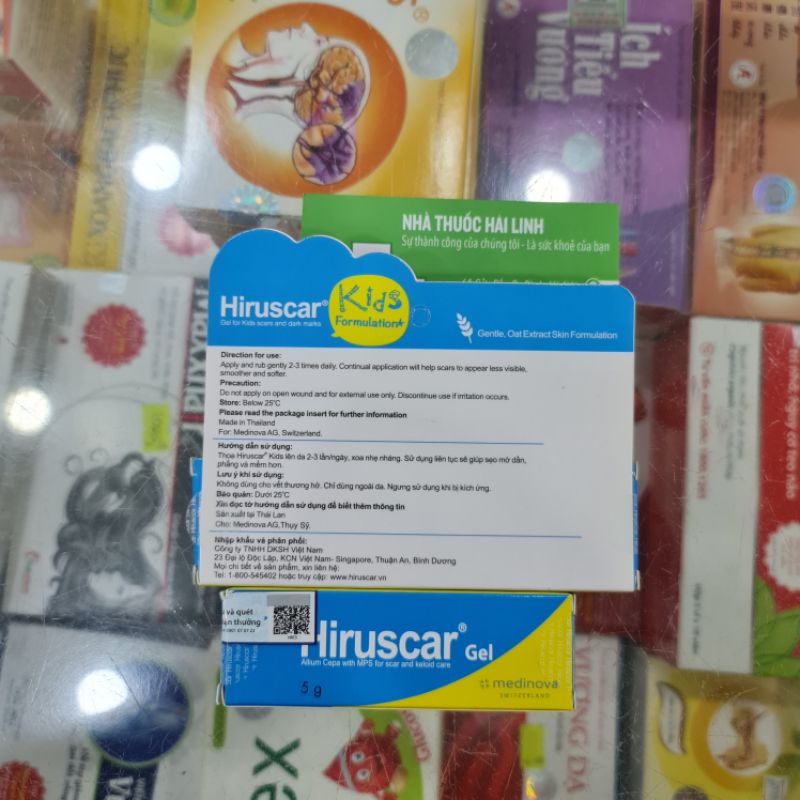 Ích
Tiểu
Vương
NHÀ THUỐC HẢI LINH
Sự thành công của chúng tôi - Là sức khoẻ của bạn
Hiruscar®
Gel for Kids scars and dark marks
Kids
Formulation
Gentle, Oat Extract Skin Formulation
Direction for use:
Apply and rub gently 2-3 times daily. Continual application will help scars to appear less visible,
smoother and softer.
Precaution:
Do not apply on open wound and for external use only. Discontinue use if irritation occurs.
Store: Below 25°C
Please read the package insert for further information
Made in Thailand
For: Medinova AG, Switzerland.
Hướng dẫn sử dụng:
Thoa Hiruscar® Kids lên da 2-3 lần/ngày, xoa nhẹ nhàng. Sử dụng liên tục sẽ giúp sẹo mờ dần,
phẳng và mềm hơn.
Lưu ý khi sử dụng:
Không dùng cho vết thương hở. Chỉ dùng ngoài da. Ngưng sử dụng khi bị kích ứng.
Bảo quản: Dưới 25°C
Xin đọc tờ hướng dẫn sử dụng để biết thêm thông tin
Sản xuất tại Thái Lan
Cho: Medinova AG,Thụy Sỹ.
Nhập khẩu và phân phối:
Công ty TNHH DKSH Việt Nam
23 Đại lộ Độc Lập, KCN Việt Nam- Singapore, Thuận An, Bình Dương
Mọi chi tiết về sản phẩm, xin liên hệ:
Tel: 1-800-545402 hoặc truy cập: www.hiruscar.vn
và quét
thưởng
Hiruscar® Gel
Allium Cepa with MPS for scar and keloid care
5 g
medinova
SWITZERLAND
ex
Glucos
VƯƠNG DẠ